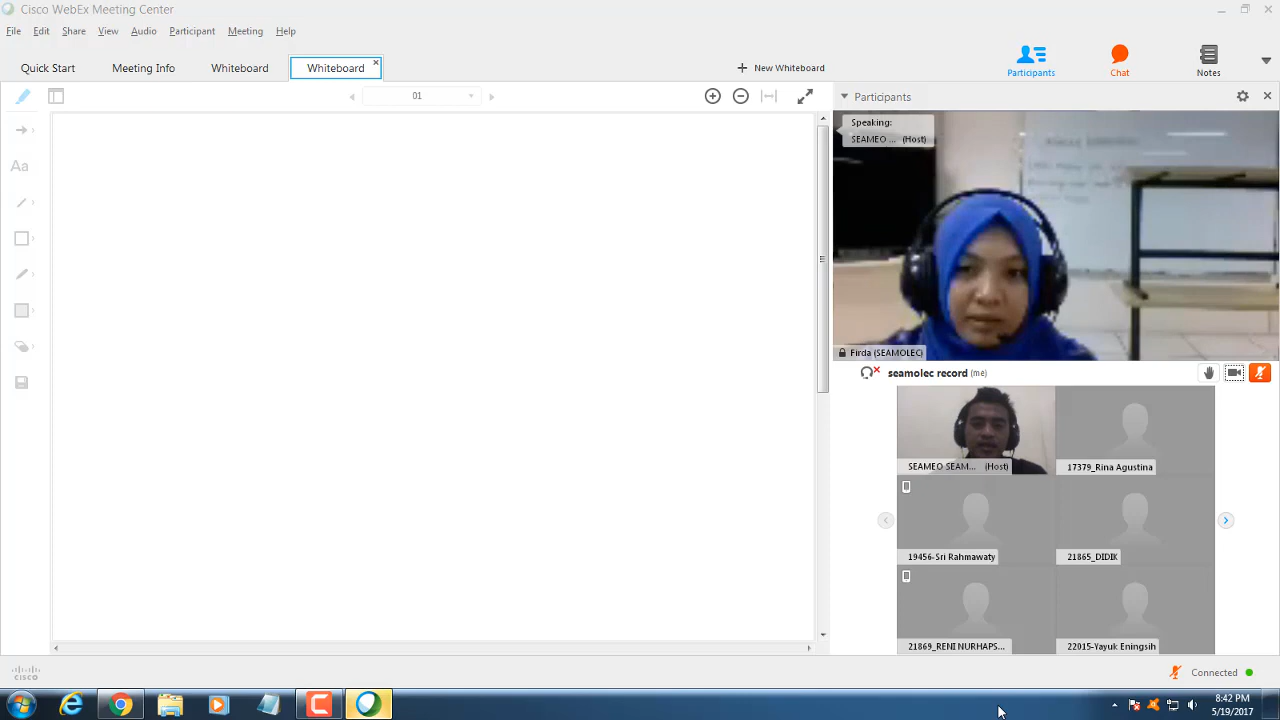 Cisco WebEx Meeting Center
File Edit Share View Audio Participant Meeting Help
Quick Start Meeting Info Whiteboard Whiteboard New Whiteboard Participants Chat Notes
01
Participants
Speaking:
SEAMEO ... (Host)
Firda (SEAMOLEC)
seamolec record (me)
SEAMEO SEAM... (Host)
17379_Rina Agustina
19456-Sri Rahmawaty
21865_DIDIK
21869_RENI NURHAPS...
22015-Yayuk Eningsih
cisco
Connected
8:42 PM
5/19/2017